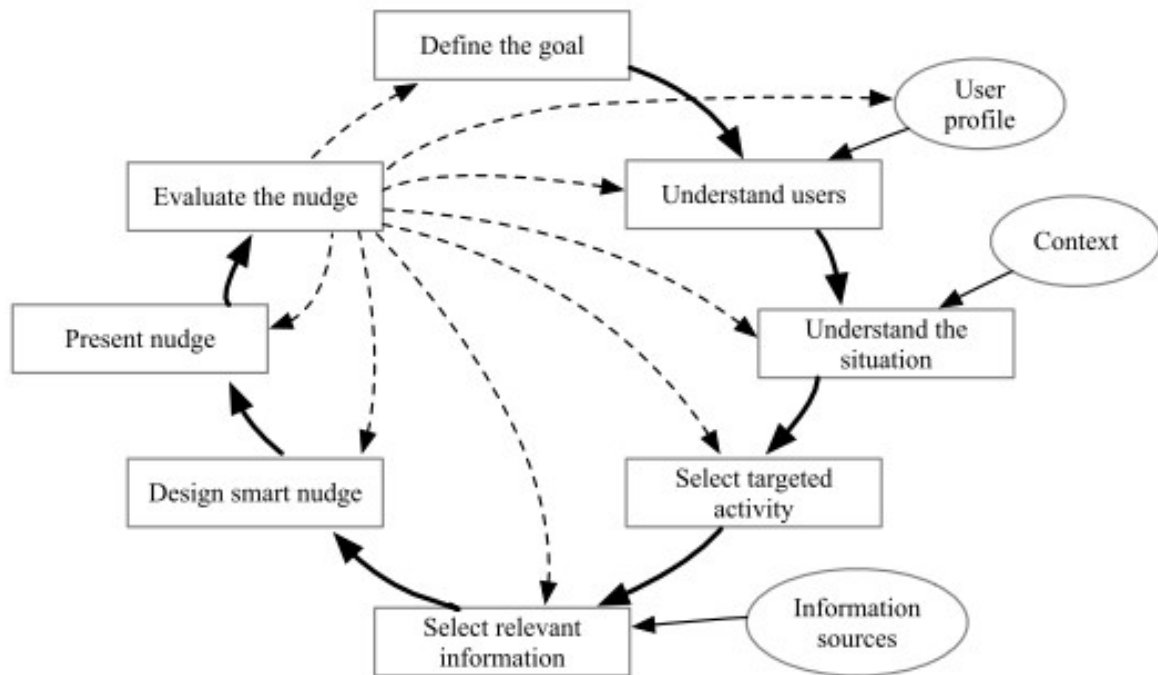 Define the goal
User
profile
Evaluate the nudge
Understand users
Context
Present nudge
Understand the
situation
Design smart nudge
Select targeted
activity
Select relevant
information
Information
sources